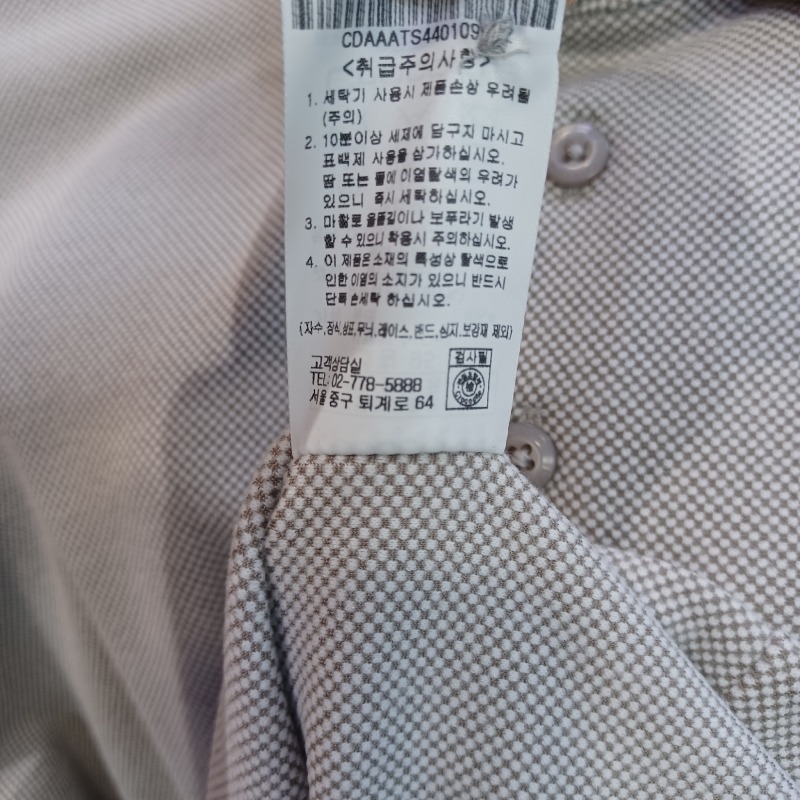 CDAAATS440109
<취급주의사항>
1. 세탁기 사용시 제품손상 우려됨
(주의)
2. 10분이상 세제에 담구지 마시고
표백제 사용을 삼가하십시오.
땀 또는 물에 이염탈색의 우려가
있으니 즉시 세탁하십시오.
3. 마찰로 올풀림이나 보푸라기 발생
할 수 있으니 착용시 주의하십시오.
4. 이 제품은 소재의 특성상 탈색으로
인한 이염의 소지가 있으니 반드시
단독 손세탁 하십시오.
(자수,장식,상표,무늬,레이스,밴드,심지,보강재 제외)
고객상담실
TEL: 02-778-5888
서울 중구 퇴계로 64
검사필